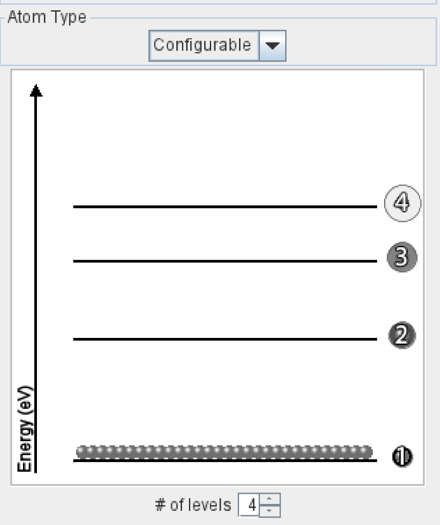 Atom Type
Configurable
4
3
2
1
Energy (eV)
# of levels 4